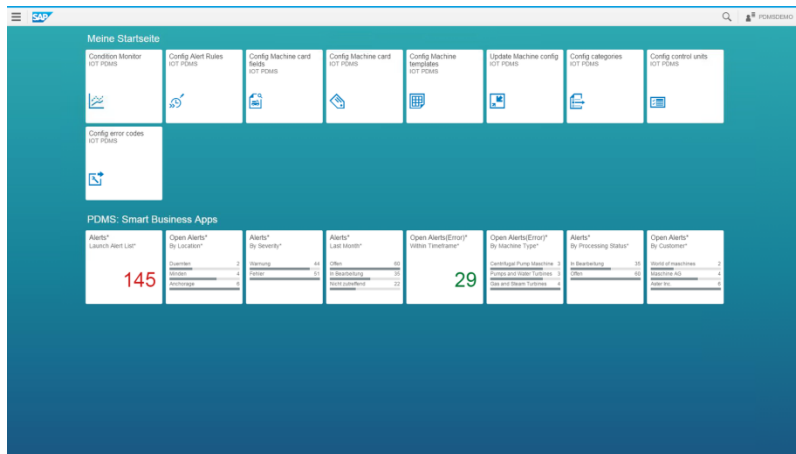 SAP
PDMSDEMO
Meine Startseite
Condition Monitor
IOT PDMS
Config Alert Rules
IOT PDMS
Config Machine card
fields
IOT PDMS
Config Machine card
IOT PDMS
Config Machine
templates
IOT PDMS
Update Machine config
IOT PDMS
Config categories
IOT PDMS
Config control units
IOT PDMS
Config error codes
IOT PDMS
PDMS: Smart Business Apps
Alerts*
Launch Alert List*
145
Open Alerts*
By Location*
Duernten 2
Minden 4
Anchorage 6
Alerts*
By Severity*
Warnung 44
Fehler 51
Alerts*
Last Month*
Offen
In Bearbeitung 35
Nicht zutreffend 22
Open Alerts(Error)*
Within Timeframe*
29
Open Alerts(Error)*
By Machine Type*
Centrifugal Pump Maschine 3
Pumps and Water Turbines 3
Gas and Steam Turbines 4
Alerts*
By Processing Status*
In Bearbeitung 35
Offen 60
Open Alerts*
By Customer*
World of maschines 2
Maschine AG 4
Aster Inc 6